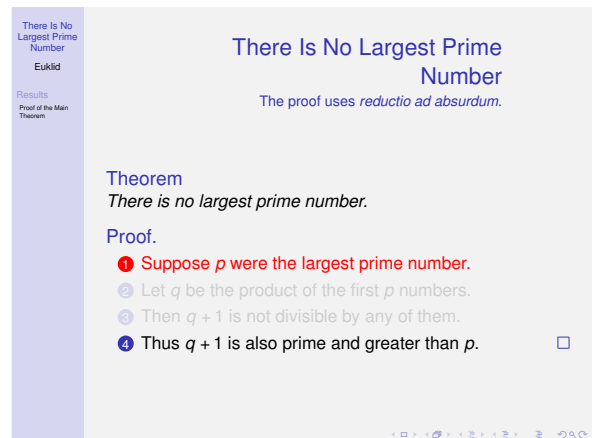 There Is No
Largest Prime
Number
Euklid
Results
Proof of the Main
Theorem
There Is No Largest Prime
Number
The proof uses reductio ad absurdum.
Theorem
There is no largest prime number.
Proof.
1 Suppose p were the largest prime number.
2 Let q be the product of the first p numbers.
3 Then q + 1 is not divisible by any of them.
4 Thus q + 1 is also prime and greater than p.